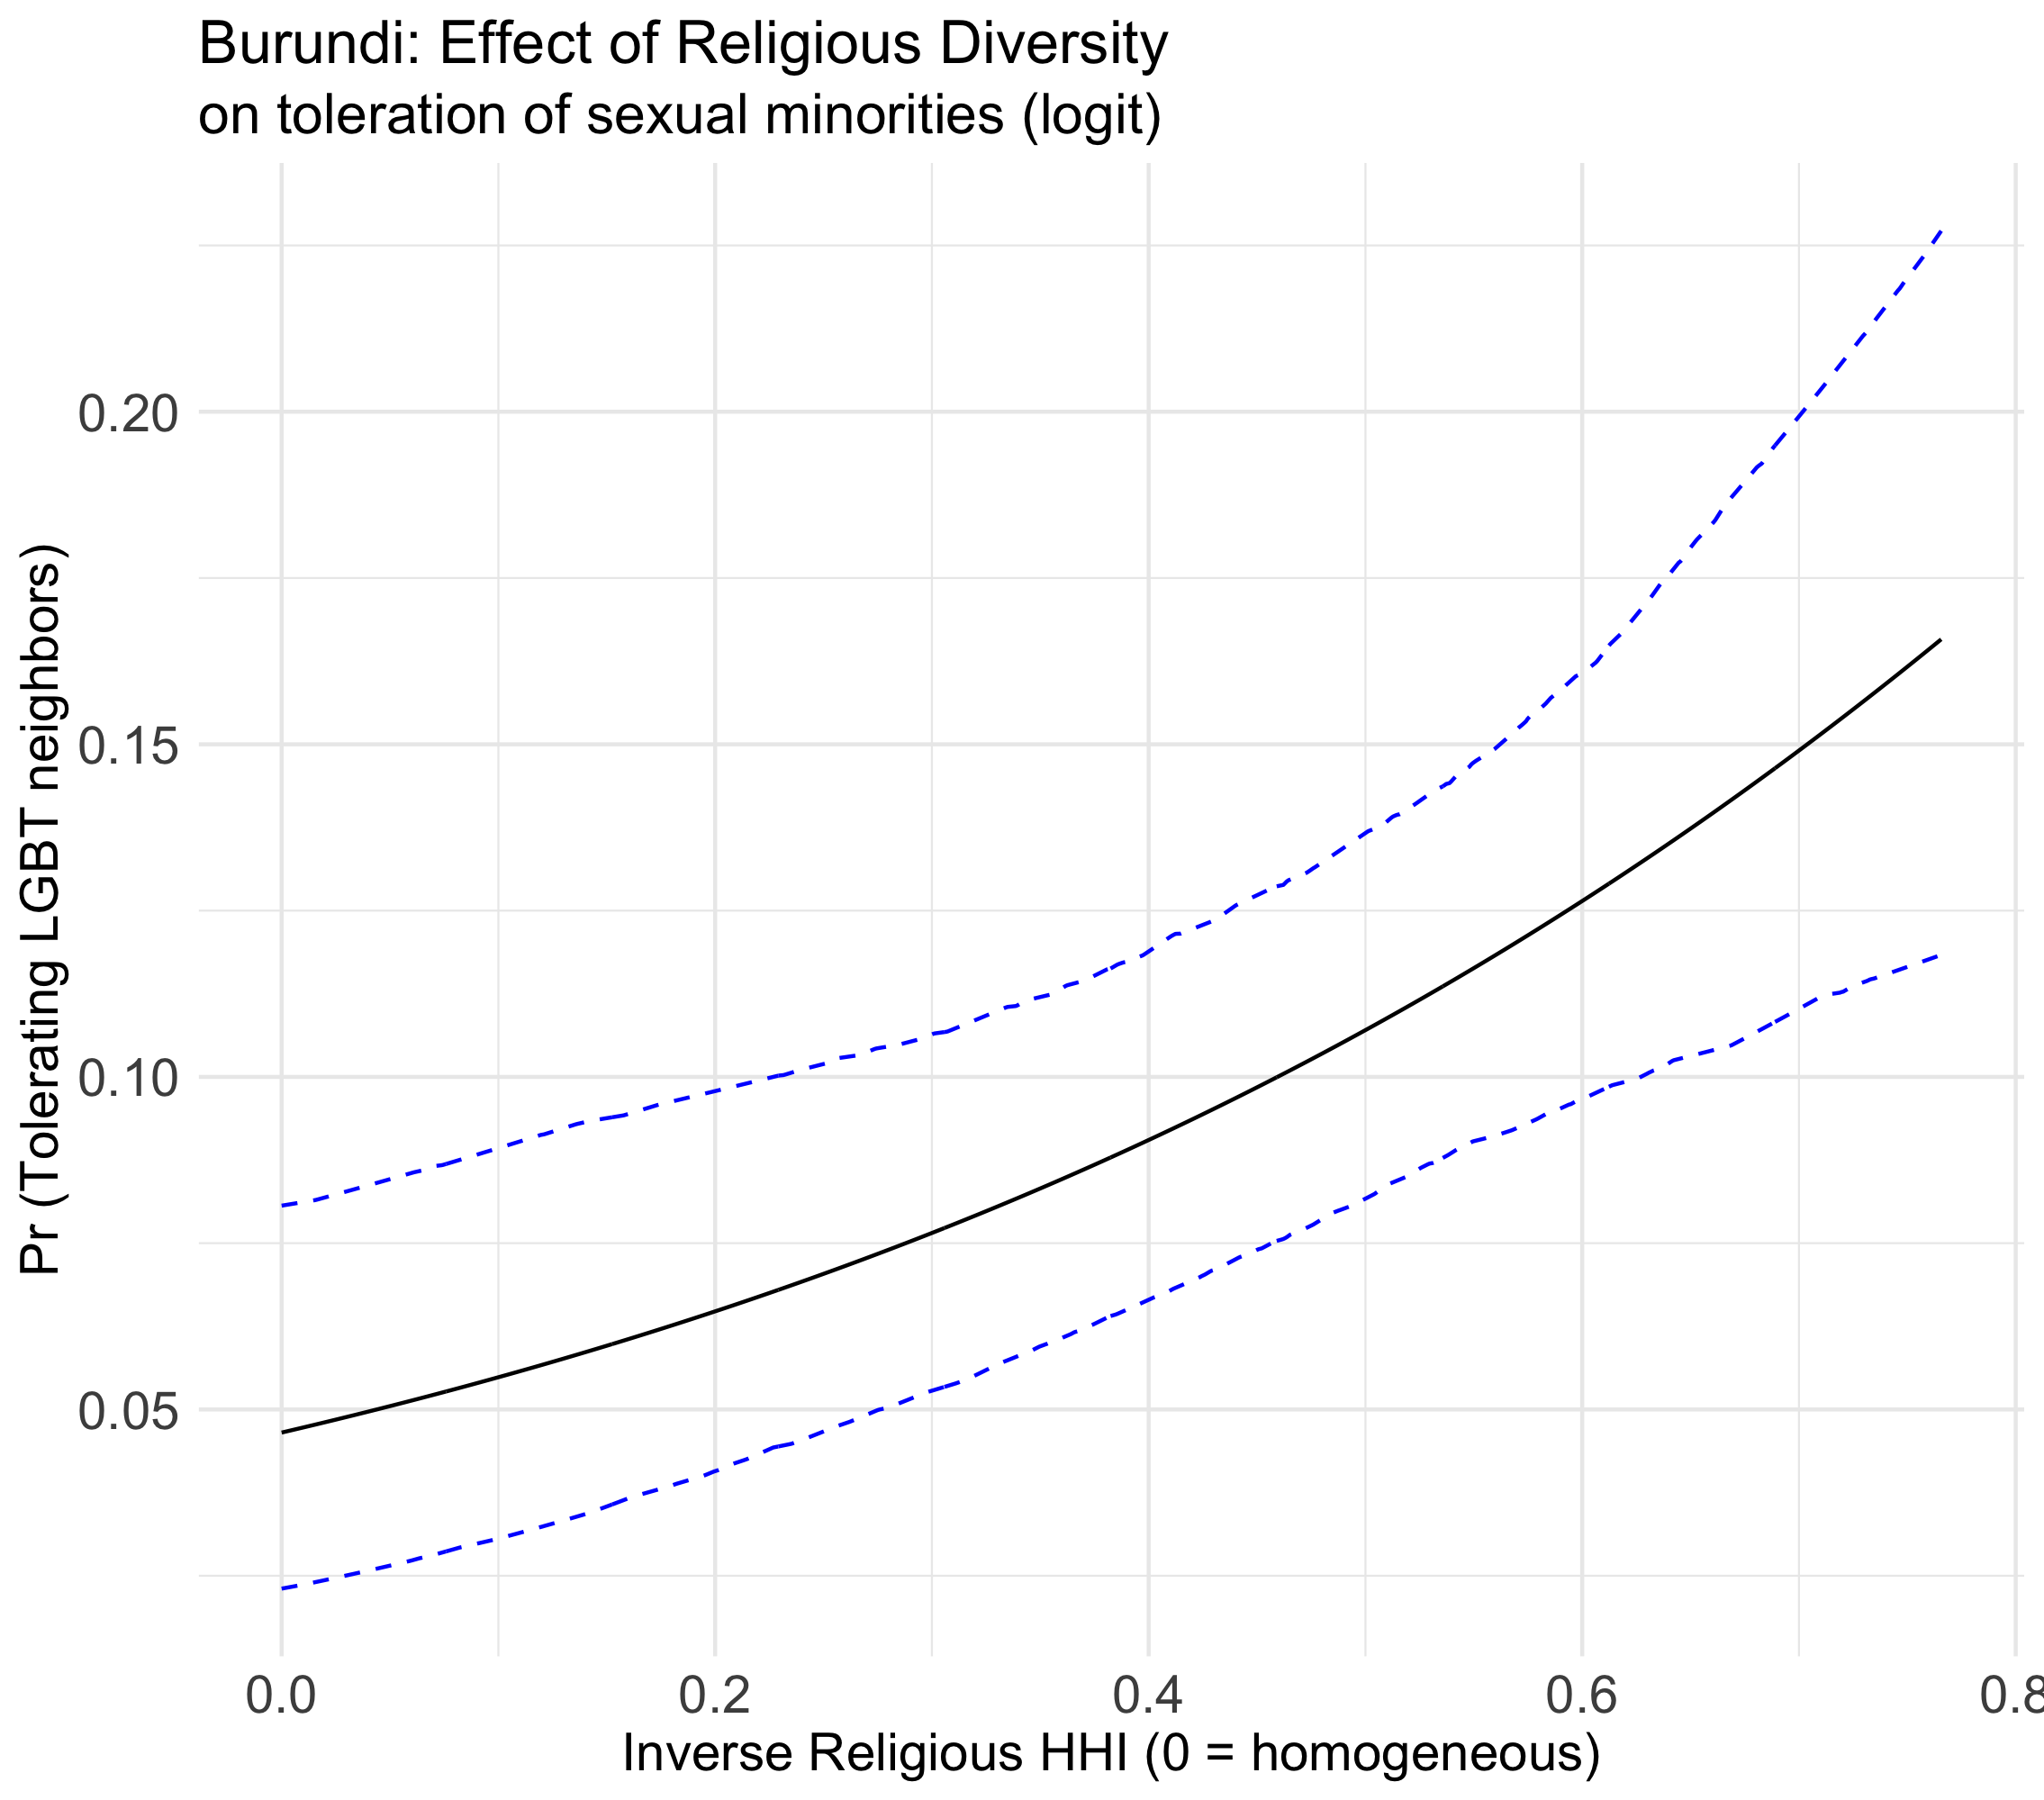 Burundi: Effect of Religious Diversity
on toleration of sexual minorities (logit)
Pr (Tolerating LGBT neighbors)
0.20
0.15
0.10
0.05
0.0 0.2 0.4 0.6 0.8
Inverse Religious HHI (0 = homogeneous)